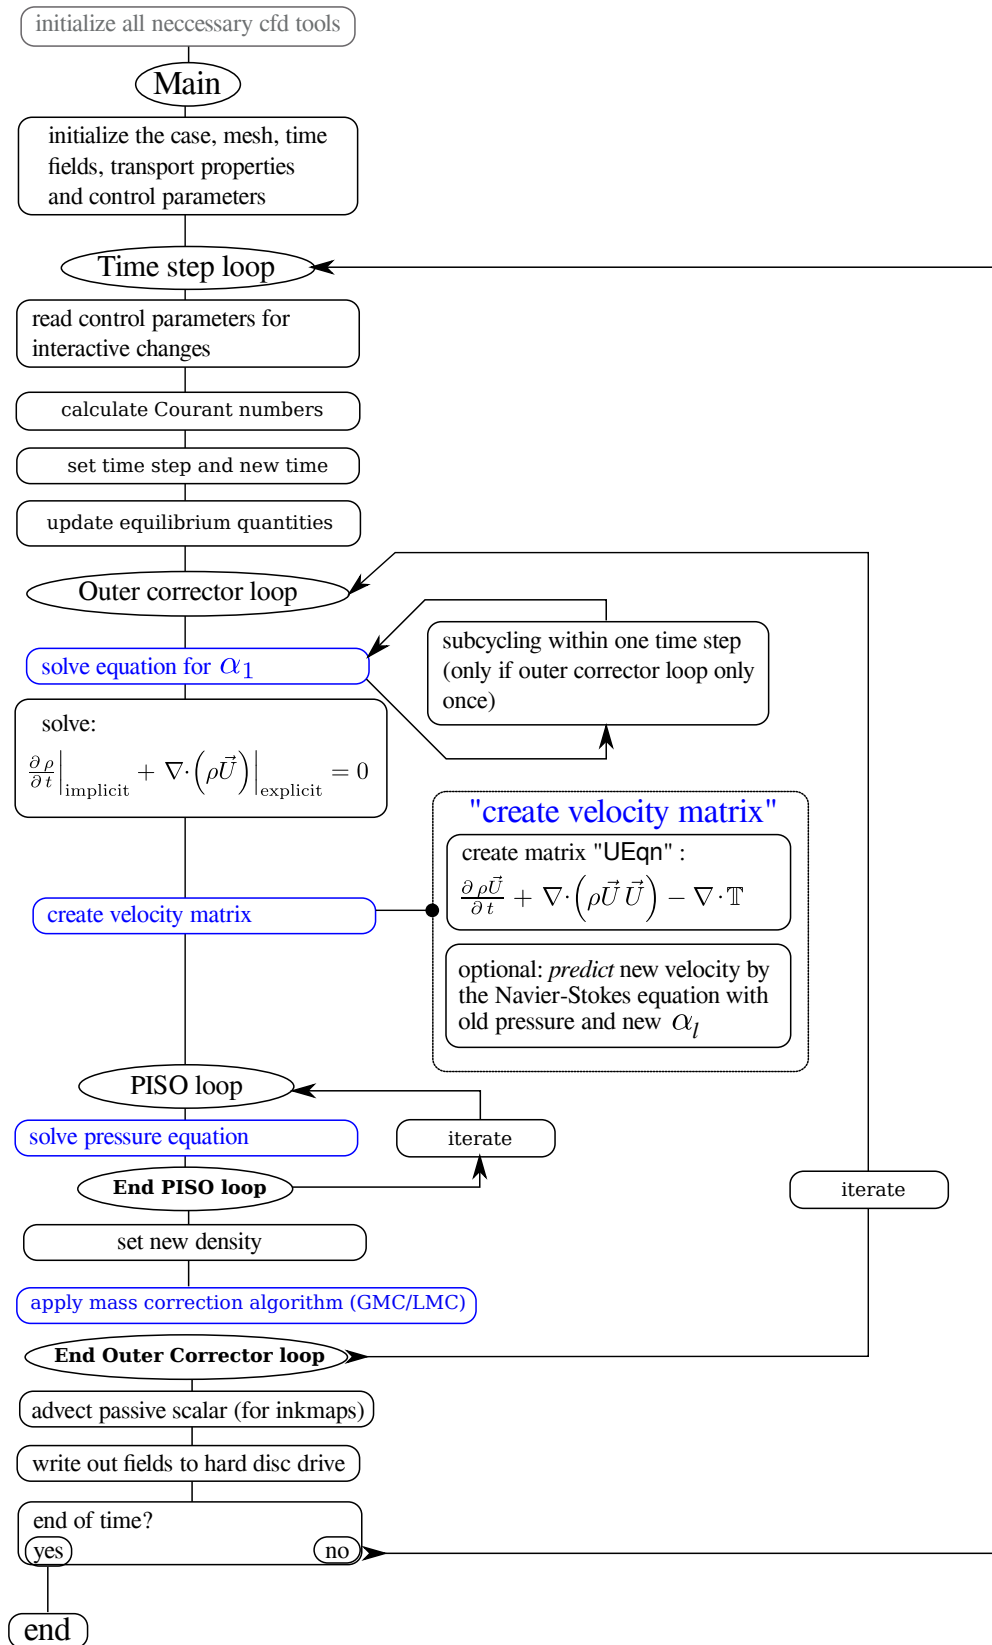 initialize all neccessary cfd tools
Main
initialize the case, mesh, time
fields, transport properties
and control parameters
Time step loop
read control parameters for
interactive changes
calculate Courant numbers
set time step and new time
update equilibrium quantities
Outer corrector loop
solve equation for α₁
subcycling within one time step
(only if outer corrector loop only
once)
solve:
∂ρ/∂t|implicit + ∇·(ρU⃗)|explicit = 0
"create velocity matrix"
create matrix "UEqn" :
∂ρU⃗/∂t + ∇·(ρU⃗U⃗) − ∇·𝕋
create velocity matrix
optional: predict new velocity by
the Navier-Stokes equation with
old pressure and new αl
PISO loop
solve pressure equation
iterate
End PISO loop
iterate
set new density
apply mass correction algorithm (GMC/LMC)
End Outer Corrector loop
advect passive scalar (for inkmaps)
write out fields to hard disc drive
end of time?
yes no
end